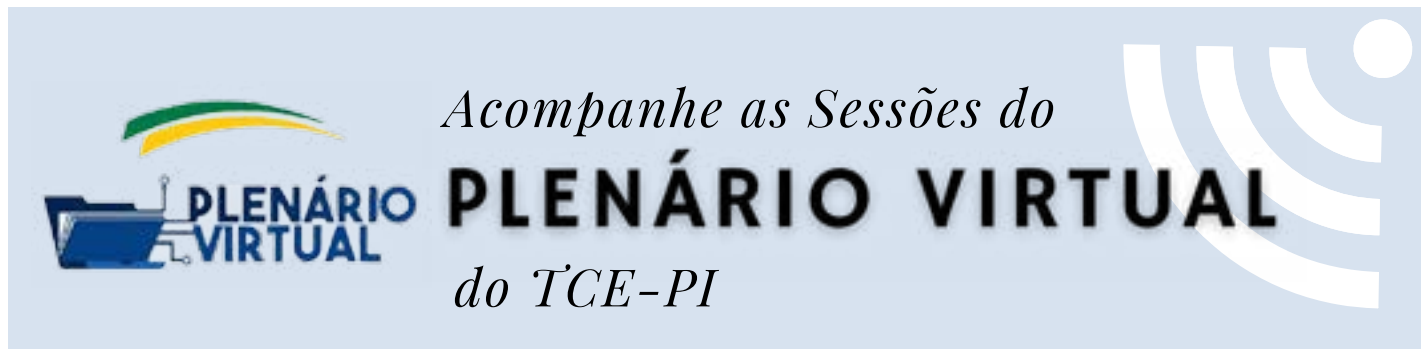 PLENÁRIO
VIRTUAL
Acompanhe as Sessões do
PLENÁRIO VIRTUAL
do TCE-PI